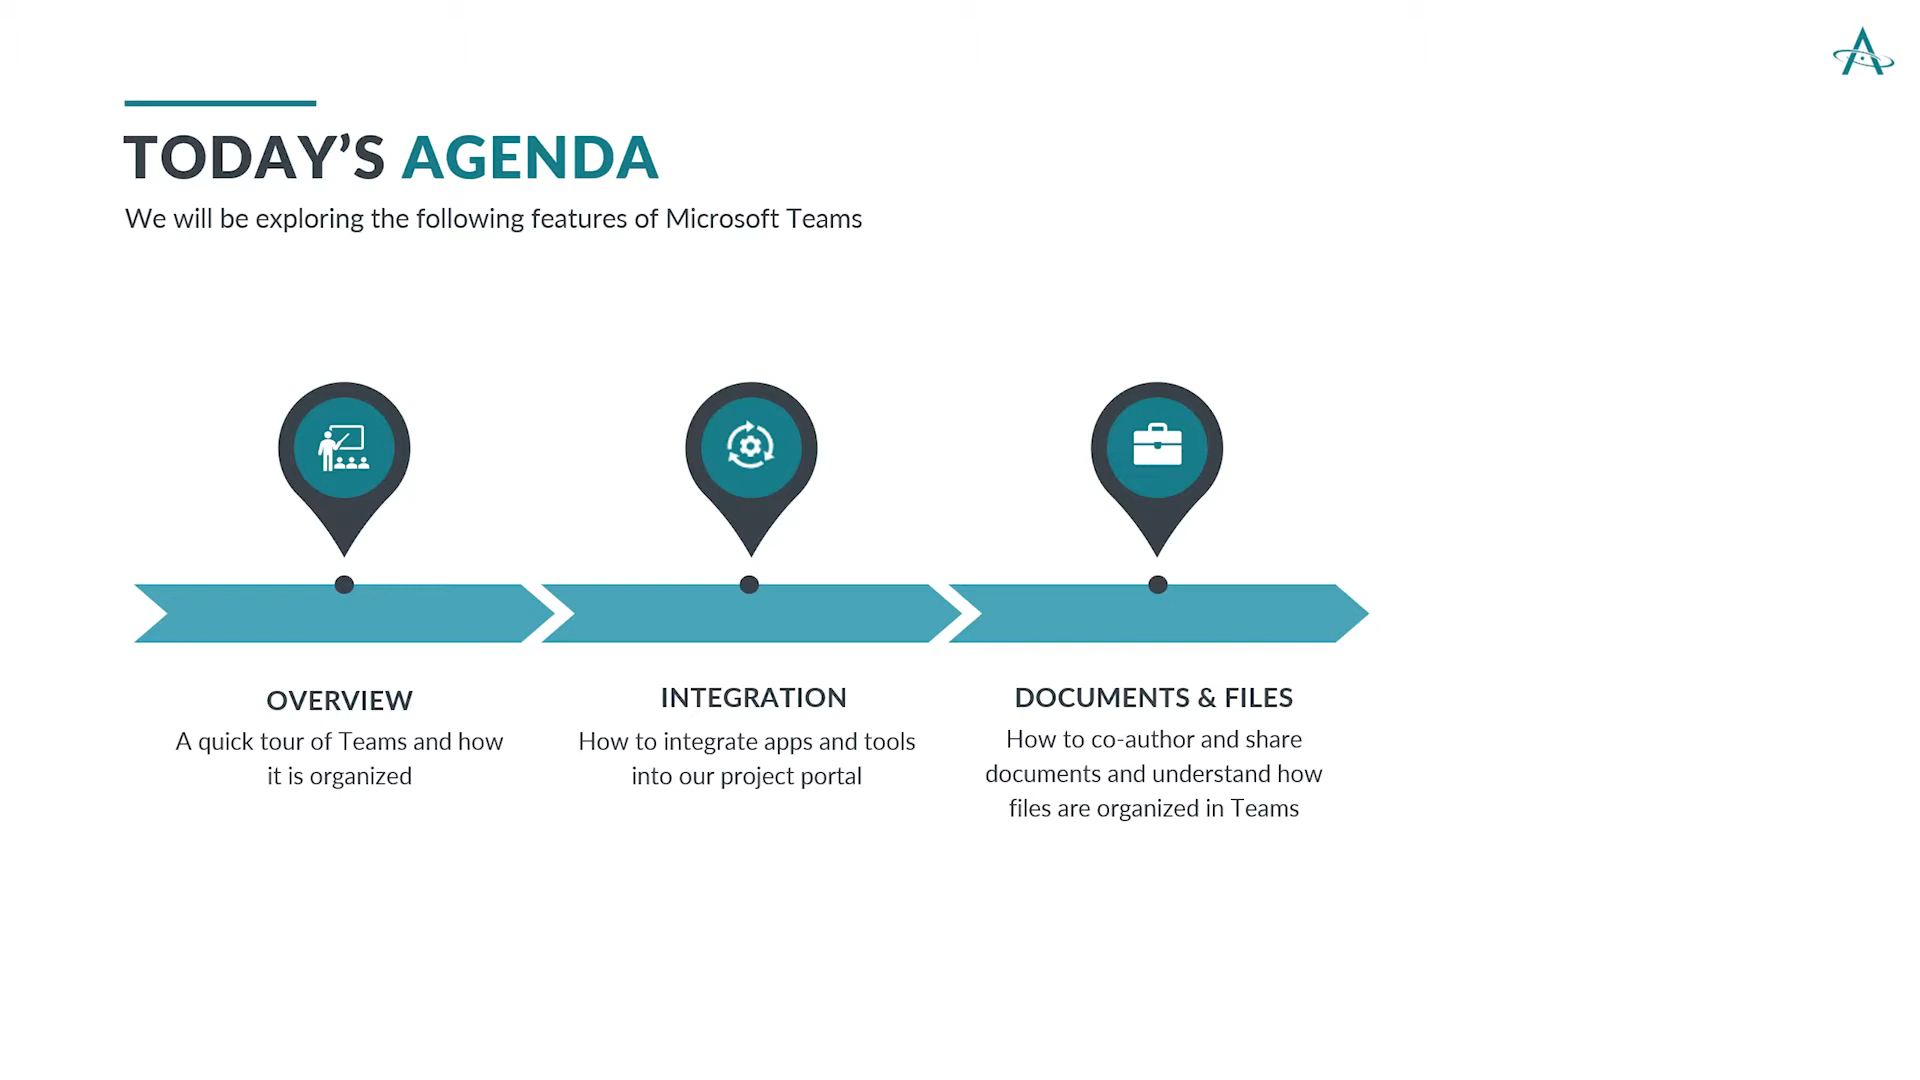 TODAY’S AGENDA
We will be exploring the following features of Microsoft Teams
OVERVIEW
A quick tour of Teams and how
it is organized
INTEGRATION
How to integrate apps and tools
into our project portal
DOCUMENTS & FILES
How to co-author and share
documents and understand how
files are organized in Teams